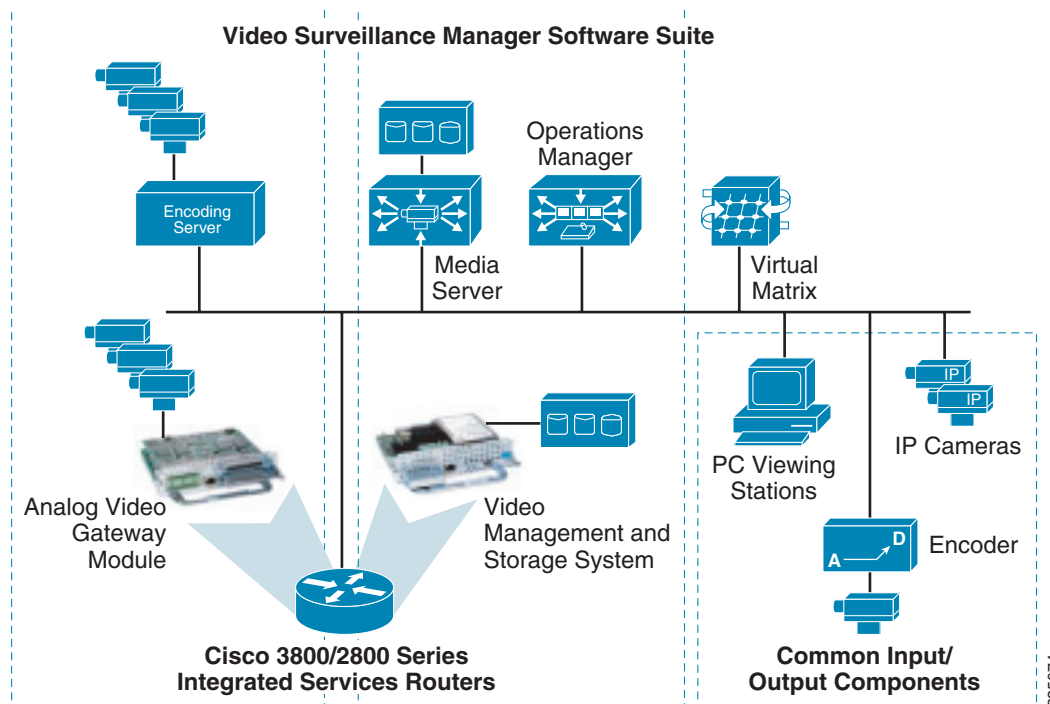 Video Surveillance Manager Software Suite
Operations
Manager
Encoding
Server
Media
Server
Virtual
Matrix
IP
IP
IP Cameras
PC Viewing
Stations
Analog Video
Gateway
Module
Video
Management and
Storage System
A
D
Encoder
Cisco 3800/2800 Series
Integrated Services Routers
Common Input/
Output Components